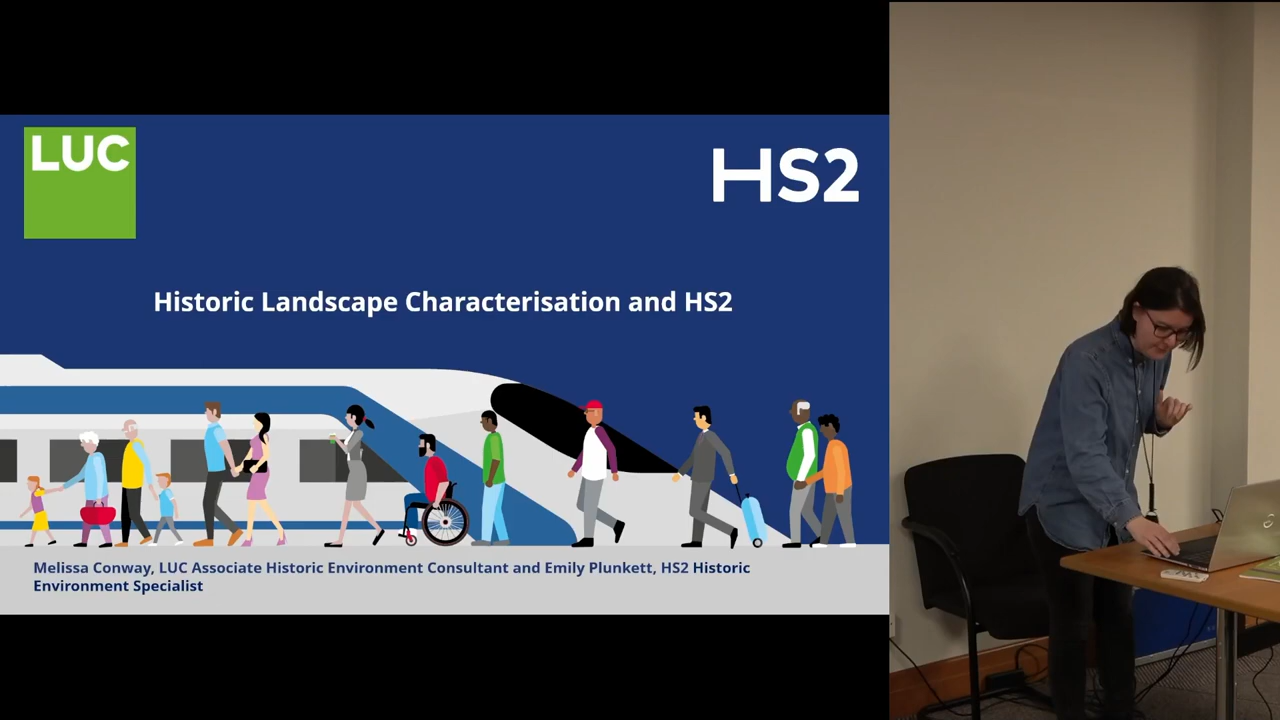 LUC
HS2
Historic Landscape Characterisation and HS2
Melissa Conway, LUC Associate Historic Environment Consultant and Emily Plunkett, HS2 Historic
Environment Specialist